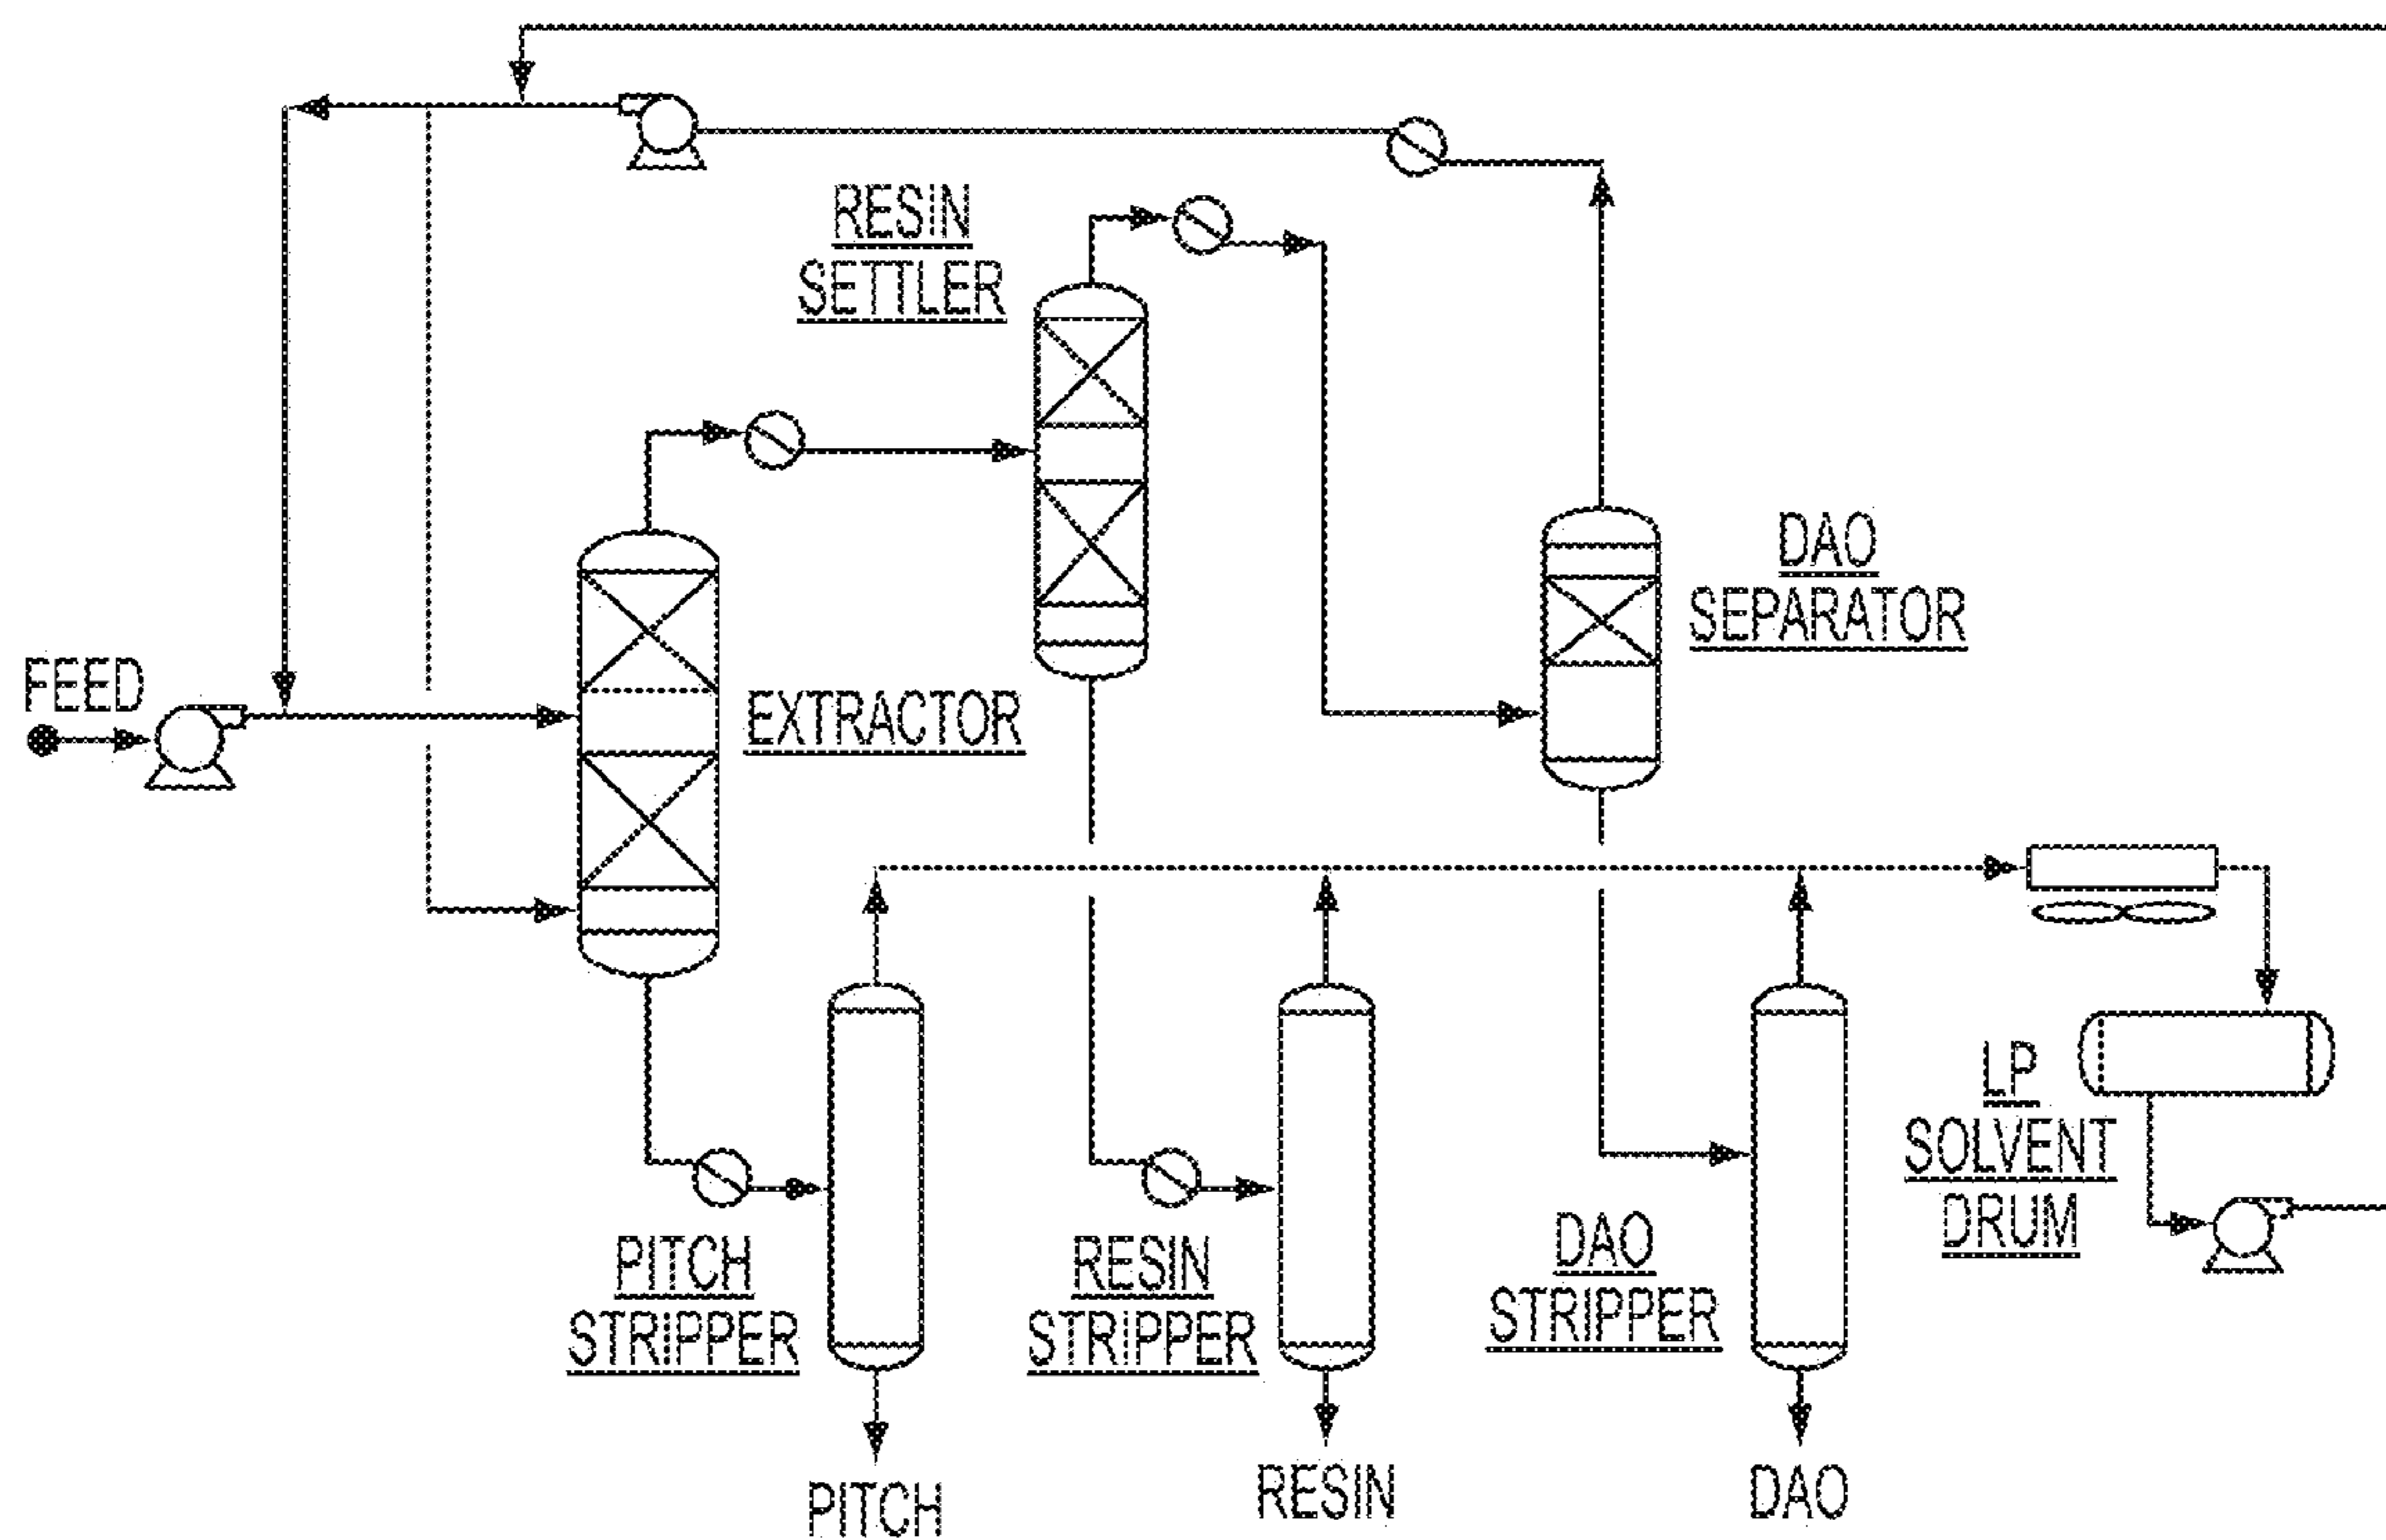 RESIN
SETTLER
DAO
SEPARATOR
FEED
EXTRACTOR
LP
SOLVENT
DRUM
PITCH
STRIPPER
RESIN
STRIPPER
DAO
STRIPPER
PITCH
RESIN
DAO